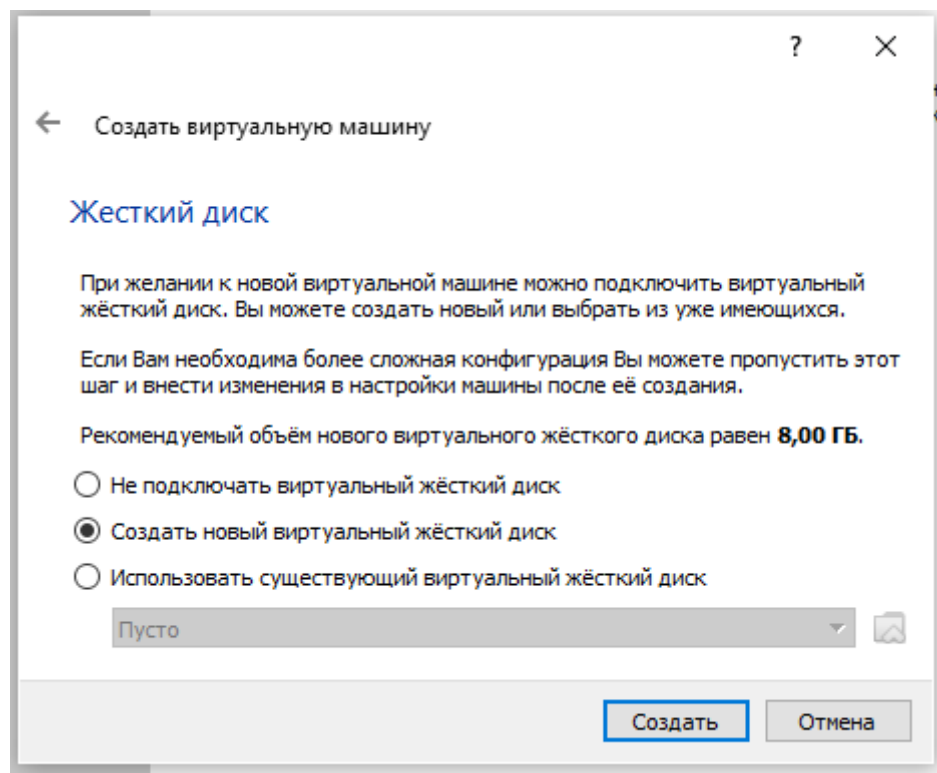 ?
Создать виртуальную машину
Жесткий диск
При желании к новой виртуальной машине можно подключить виртуальный
жёсткий диск. Вы можете создать новый или выбрать из уже имеющихся.
Если Вам необходима более сложная конфигурация Вы можете пропустить этот
шаг и внести изменения в настройки машины после её создания.
Рекомендуемый объём нового виртуального жёсткого диска равен 8,00 ГБ.
Не подключать виртуальный жёсткий диск
Создать новый виртуальный жёсткий диск
Использовать существующий виртуальный жёсткий диск
Пусто
Создать Отмена